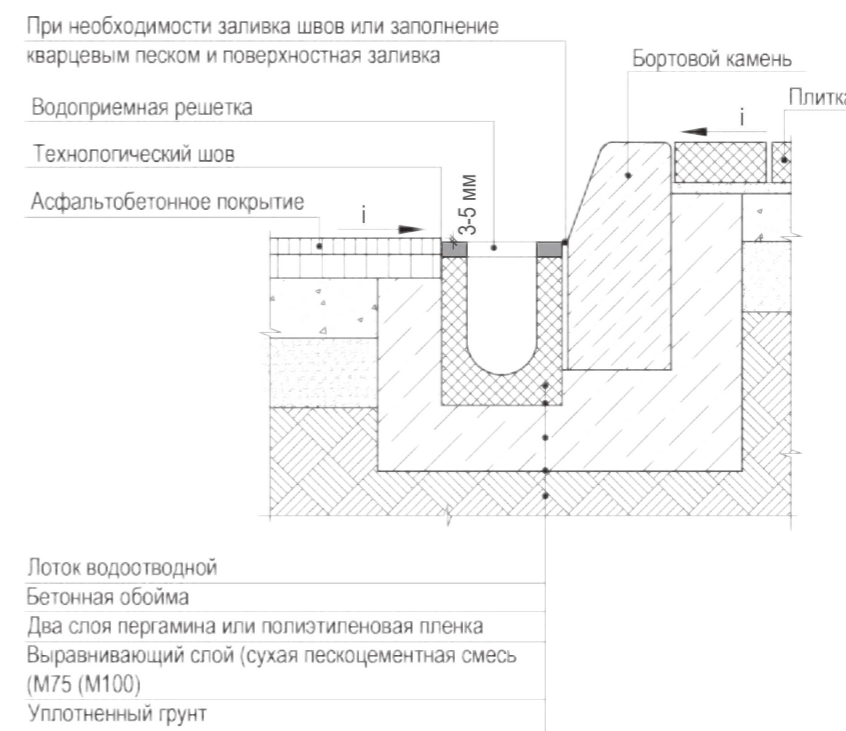 При необходимости заливка швов или заполнение
кварцевым песком и поверхностная заливка
Бортовой камень
Водоприемная решетка
Плитка
i
Технологический шов
3-5 мм
Асфальтобетонное покрытие
i
Лоток водоотводной
Бетонная обойма
Два слоя пергамина или полиэтиленовая пленка
Выравнивающий слой (сухая пескоцементная смесь
(М75 (М100)
Уплотненный грунт